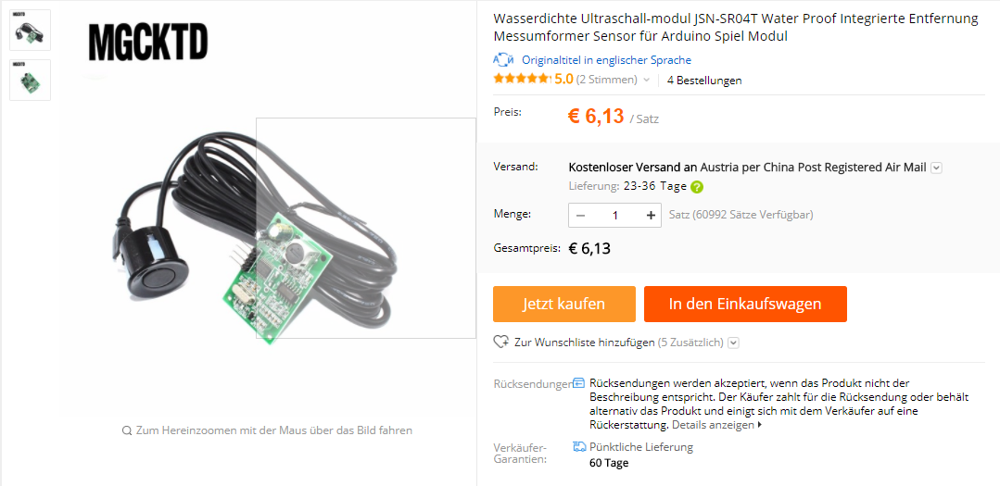 MGCKTD
MGCKTD
MGCKTD
Zum Hereinzoomen mit der Maus über das Bild fahren
Wasserdichte Ultraschall-modul JSN-SR04T Water Proof Integrierte Entfernung
Messumformer Sensor für Arduino Spiel Modul
Originaltitel in englischer Sprache
5.0 (2 Stimmen) 4 Bestellungen
Preis: € 6,13 / Satz
Versand: Kostenloser Versand an Austria per China Post Registered Air Mail
Lieferung: 23-36 Tage ?
Menge: − 1 + Satz (60992 Sätze Verfügbar)
Gesamtpreis: € 6,13
Jetzt kaufen In den Einkaufswagen
Zur Wunschliste hinzufügen (5 Zusätzlich)
Rücksendungen Rücksendungen werden akzeptiert, wenn das Produkt nicht der
Beschreibung entspricht. Der Käufer zahlt für die Rücksendung oder behält
alternativ das Produkt und einigt sich mit dem Verkäufer auf eine
Rückerstattung. Details anzeigen
Verkäufer-
Garantien:
Pünktliche Lieferung
60 Tage